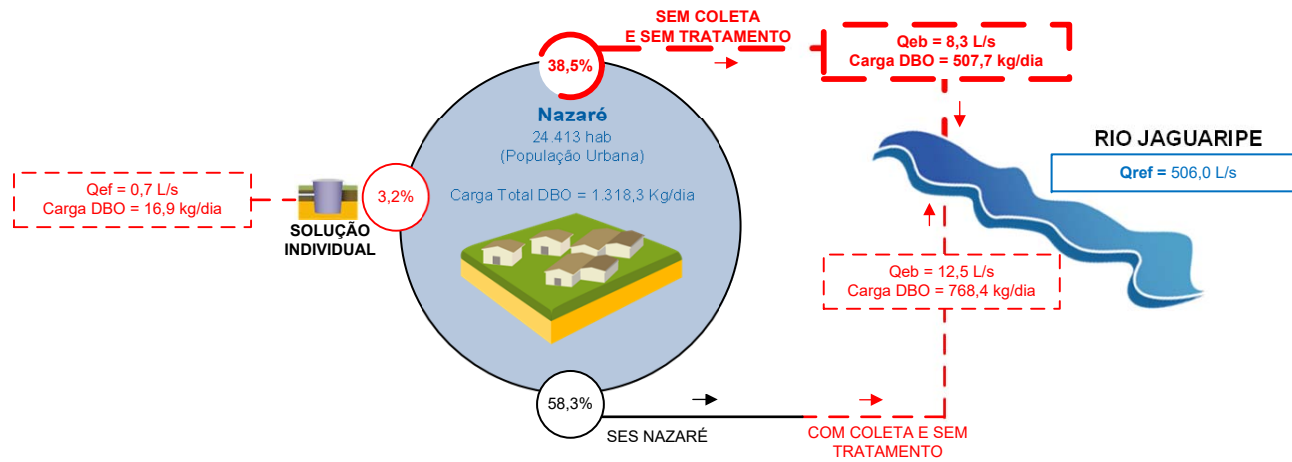 SEM COLETA
E SEM TRATAMENTO
Qeb = 8,3 L/s
Carga DBO = 507,7 kg/dia
38,5%
Nazaré
24.413 hab
(População Urbana)
Carga Total DBO = 1.318,3 Kg/dia
RIO JAGUARIPE
Qref = 506,0 L/s
Qef = 0,7 L/s
Carga DBO = 16,9 kg/dia
3,2%
SOLUÇÃO
INDIVIDUAL
Qeb = 12,5 L/s
Carga DBO = 768,4 kg/dia
58,3%
SES NAZARÉ
COM COLETA E SEM
TRATAMENTO